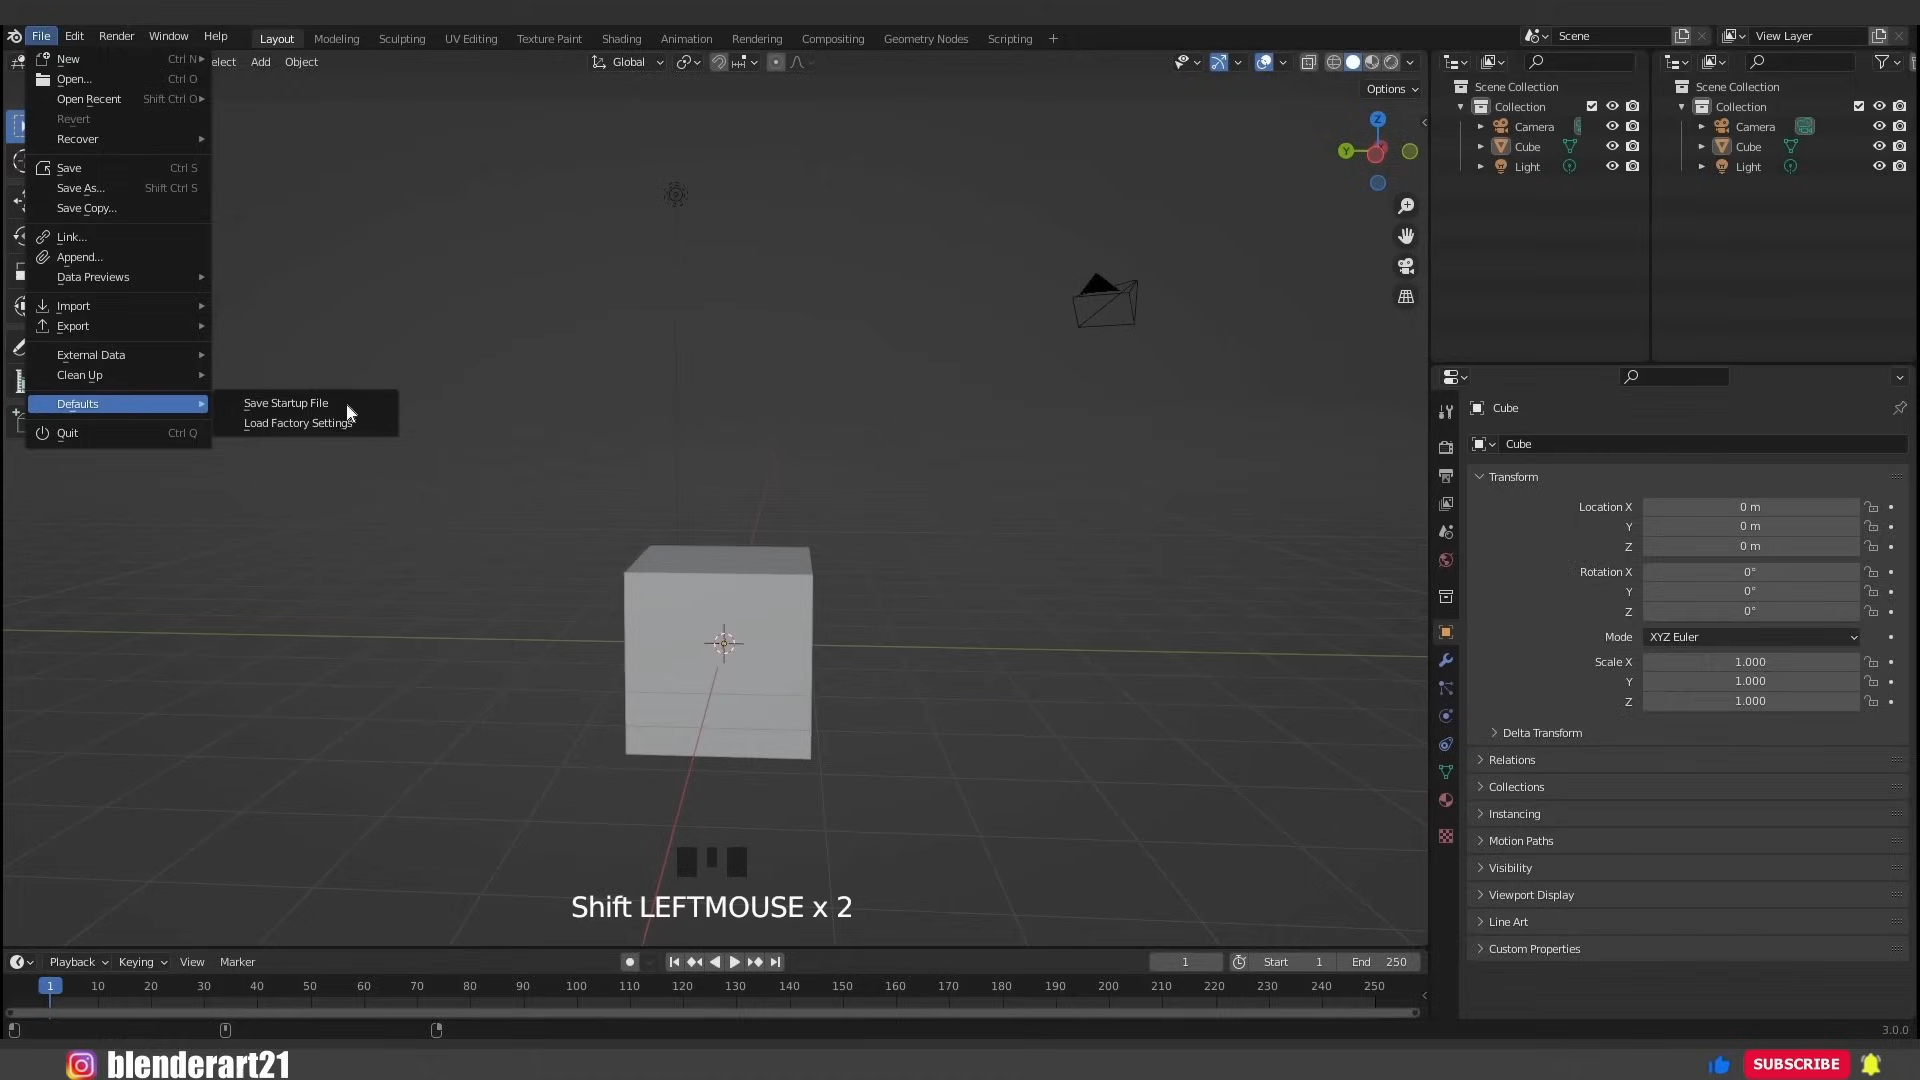 File Edit Render Window Help
Layout Modeling Sculpting UV Editing Texture Paint Shading Animation Rendering Compositing Geometry Nodes Scripting +
Scene
View Layer
New Ctrl N
Open... Ctrl O
Open Recent Shift Ctrl O
Revert
Recover
Save Ctrl S
Save As... Shift Ctrl S
Save Copy...
Link...
Append...
Data Previews
Import
Export
External Data
Clean Up
Defaults
Quit Ctrl Q
Save Startup File
Load Factory Settings
elect Add Object
Global
Options
Z
Y
Scene Collection
Collection
Camera
Cube
Light
Scene Collection
Collection
Camera
Cube
Light
Cube
Cube
Transform
Location X 0 m
Y 0 m
Z 0 m
Rotation X 0°
Y 0°
Z 0°
Mode XYZ Euler
Scale X 1.000
Y 1.000
Z 1.000
Delta Transform
Relations
Collections
Instancing
Motion Paths
Visibility
Viewport Display
Line Art
Custom Properties
Shift LEFTMOUSE x 2
Playback Keying View Marker
1 Start 1 End 250
1 10 20 30 40 50 60 70 80 90 100 110 120 130 140 150 160 170 180 190 200 210 220 230 240 250
3.0.0
blenderart21
SUBSCRIBE